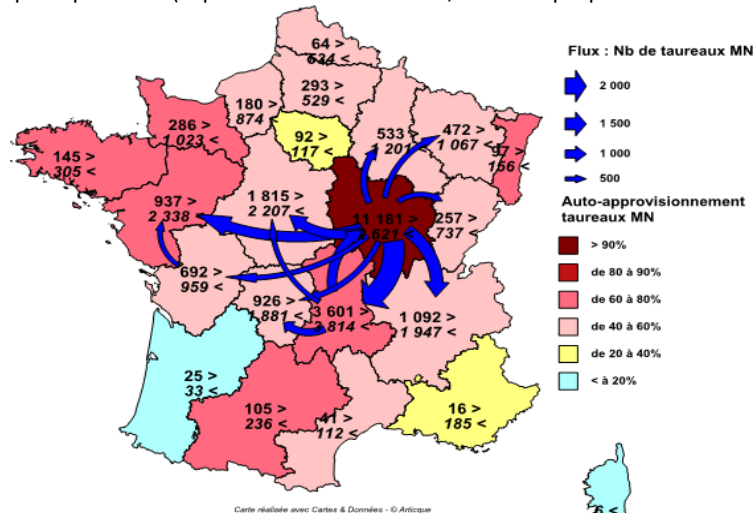 64 >
634 <
293 >
529 <
180 >
874 <
286 >
1 023 <
92 >
117 <
533
1 201 <
472 >
1 067 <
156 <
145 >
305 <
937 >
2 338 <
1 815 >
2 207 <
11 181 >
621 <
257 >
737 <
692 >
959 <
926 >
881 <
3 601 >
814 <
1 092 >
1 947 <
25 >
33 <
105 >
236 <
41 >
112 <
16 >
185 <
6 <
Flux : Nb de taureaux MN
2 000
1 500
1 000
500
Auto-approvisionnement
taureaux MN
> 90%
de 80 à 90%
de 60 à 80%
de 40 à 60%
de 20 à 40%
< à 20%
Carte réalisée avec Cartes & Données - © Articque